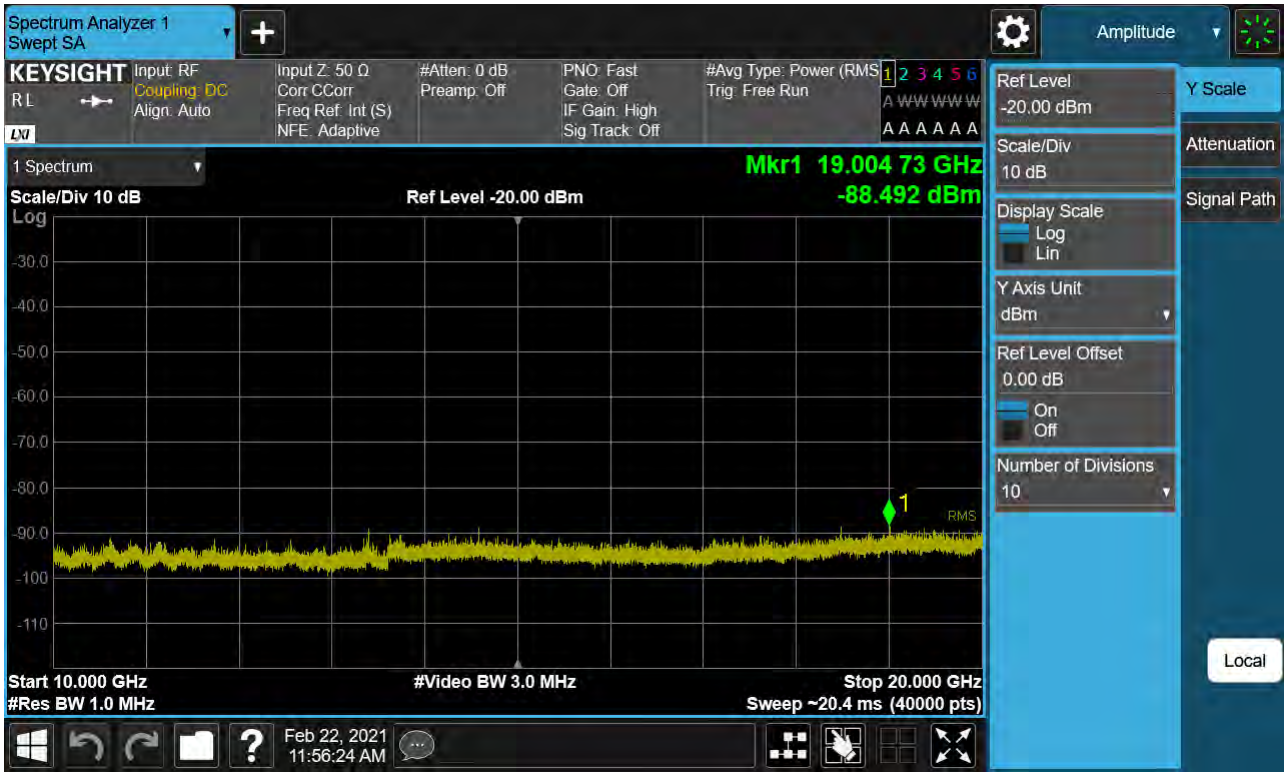 Spectrum Analyzer 1
Swept SA
Amplitude
KEYSIGHT
R L
LXI
Input: RF
Coupling: DC
Align: Auto
Input Z: 50 Ω
Corr CCorr
Freq Ref: Int (S)
NFE: Adaptive
#Atten: 0 dB
Preamp: Off
PNO: Fast
Gate: Off
IF Gain: High
Sig Track: Off
#Avg Type: Power (RMS
Trig: Free Run
1 2 3 4 5 6
A W W W W W
A A A A A A
1 Spectrum
Mkr1 19.004 73 GHz
-88.492 dBm
Scale/Div 10 dB
Ref Level -20.00 dBm
Log
-30.0
-40.0
-50.0
-60.0
-70.0
-80.0
-90.0
-100
-110
1
RMS
Start 10.000 GHz
#Video BW 3.0 MHz
Stop 20.000 GHz
#Res BW 1.0 MHz
Sweep ~20.4 ms (40000 pts)
Ref Level
-20.00 dBm
Scale/Div
10 dB
Display Scale
Log
Lin
Y Axis Unit
dBm
Ref Level Offset
0.00 dB
On
Off
Number of Divisions
10
Y Scale
Attenuation
Signal Path
Local
?
Feb 22, 2021
11:56:24 AM